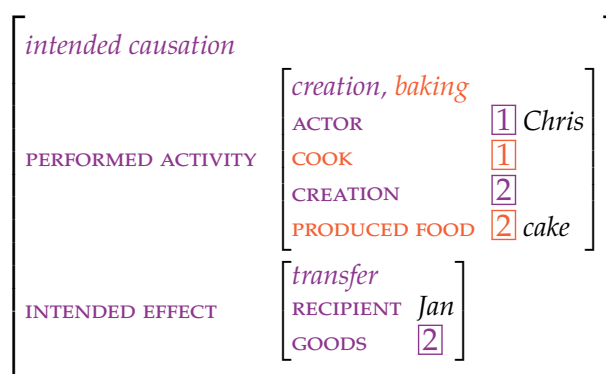 intended causation
creation, baking
ACTOR 1 Chris
PERFORMED ACTIVITY COOK 1
CREATION 2
PRODUCED FOOD 2 cake
transfer
INTENDED EFFECT RECIPIENT Jan
GOODS 2